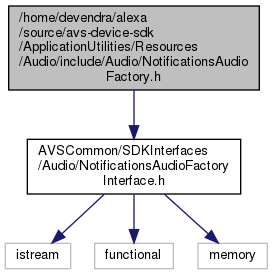 /home/devendra/alexa
/source/avs-device-sdk
/ApplicationUtilities/Resources
/Audio/include/Audio/NotificationsAudio
Factory.h
AVSCommon/SDKInterfaces
/Audio/NotificationsAudioFactory
Interface.h
istream
functional
memory